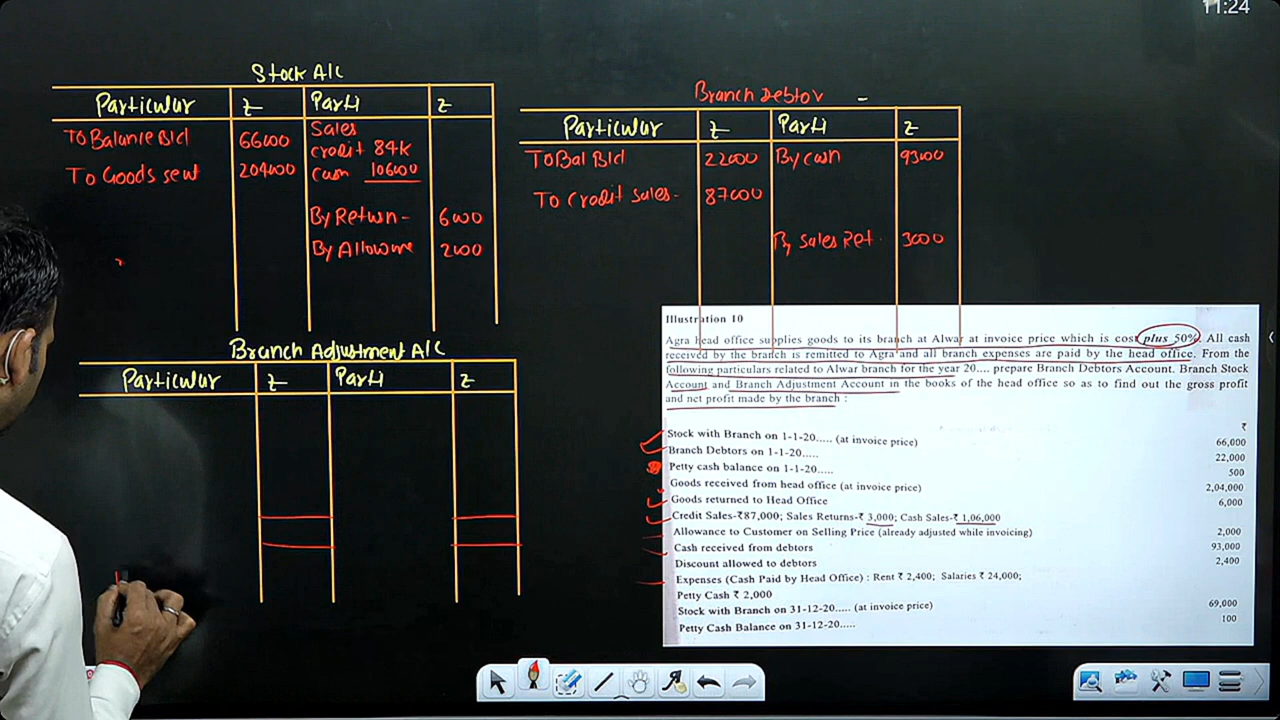 11:24
Stock A/C
Particular ₹ Parti ₹
To Balance B/d 66000 Sales
credit 84K
To Goods sent 204000 Cash 106000
By Return - 6000
By Allowance 2000
Branch Debtor -
Particular ₹ Parti ₹
To Bal B/d 22000 By cash 93000
To Credit Sales - 87000
By Sales Ret. 3000
Branch Adjustment A/C
Particular ₹ Parti ₹
Illustration 10
Agra head office supplies goods to its branch at Alwar at invoice price which is cost plus 50%. All cash
received by the branch is remitted to Agra and all branch expenses are paid by the head office. From the
following particulars related to Alwar branch for the year 20.... prepare Branch Debtors Account. Branch Stock
Account and Branch Adjustment Account in the books of the head office so as to find out the gross profit
and net profit made by the branch :
₹
Stock with Branch on 1-1-20..... (at invoice price) 66,000
Branch Debtors on 1-1-20..... 22,000
Petty cash balance on 1-1-20..... 500
Goods received from head office (at invoice price) 2,04,000
Goods returned to Head Office 6,000
Credit Sales-₹87,000; Sales Returns-₹ 3,000; Cash Sales-₹ 1,06,000
Allowance to Customer on Selling Price (already adjusted while invoicing) 2,000
Cash received from debtors 93,000
Discount allowed to debtors 2,400
Expenses (Cash Paid by Head Office) : Rent ₹ 2,400; Salaries ₹ 24,000;
Petty Cash ₹ 2,000
Stock with Branch on 31-12-20..... (at invoice price) 69,000
Petty Cash Balance on 31-12-20..... 100